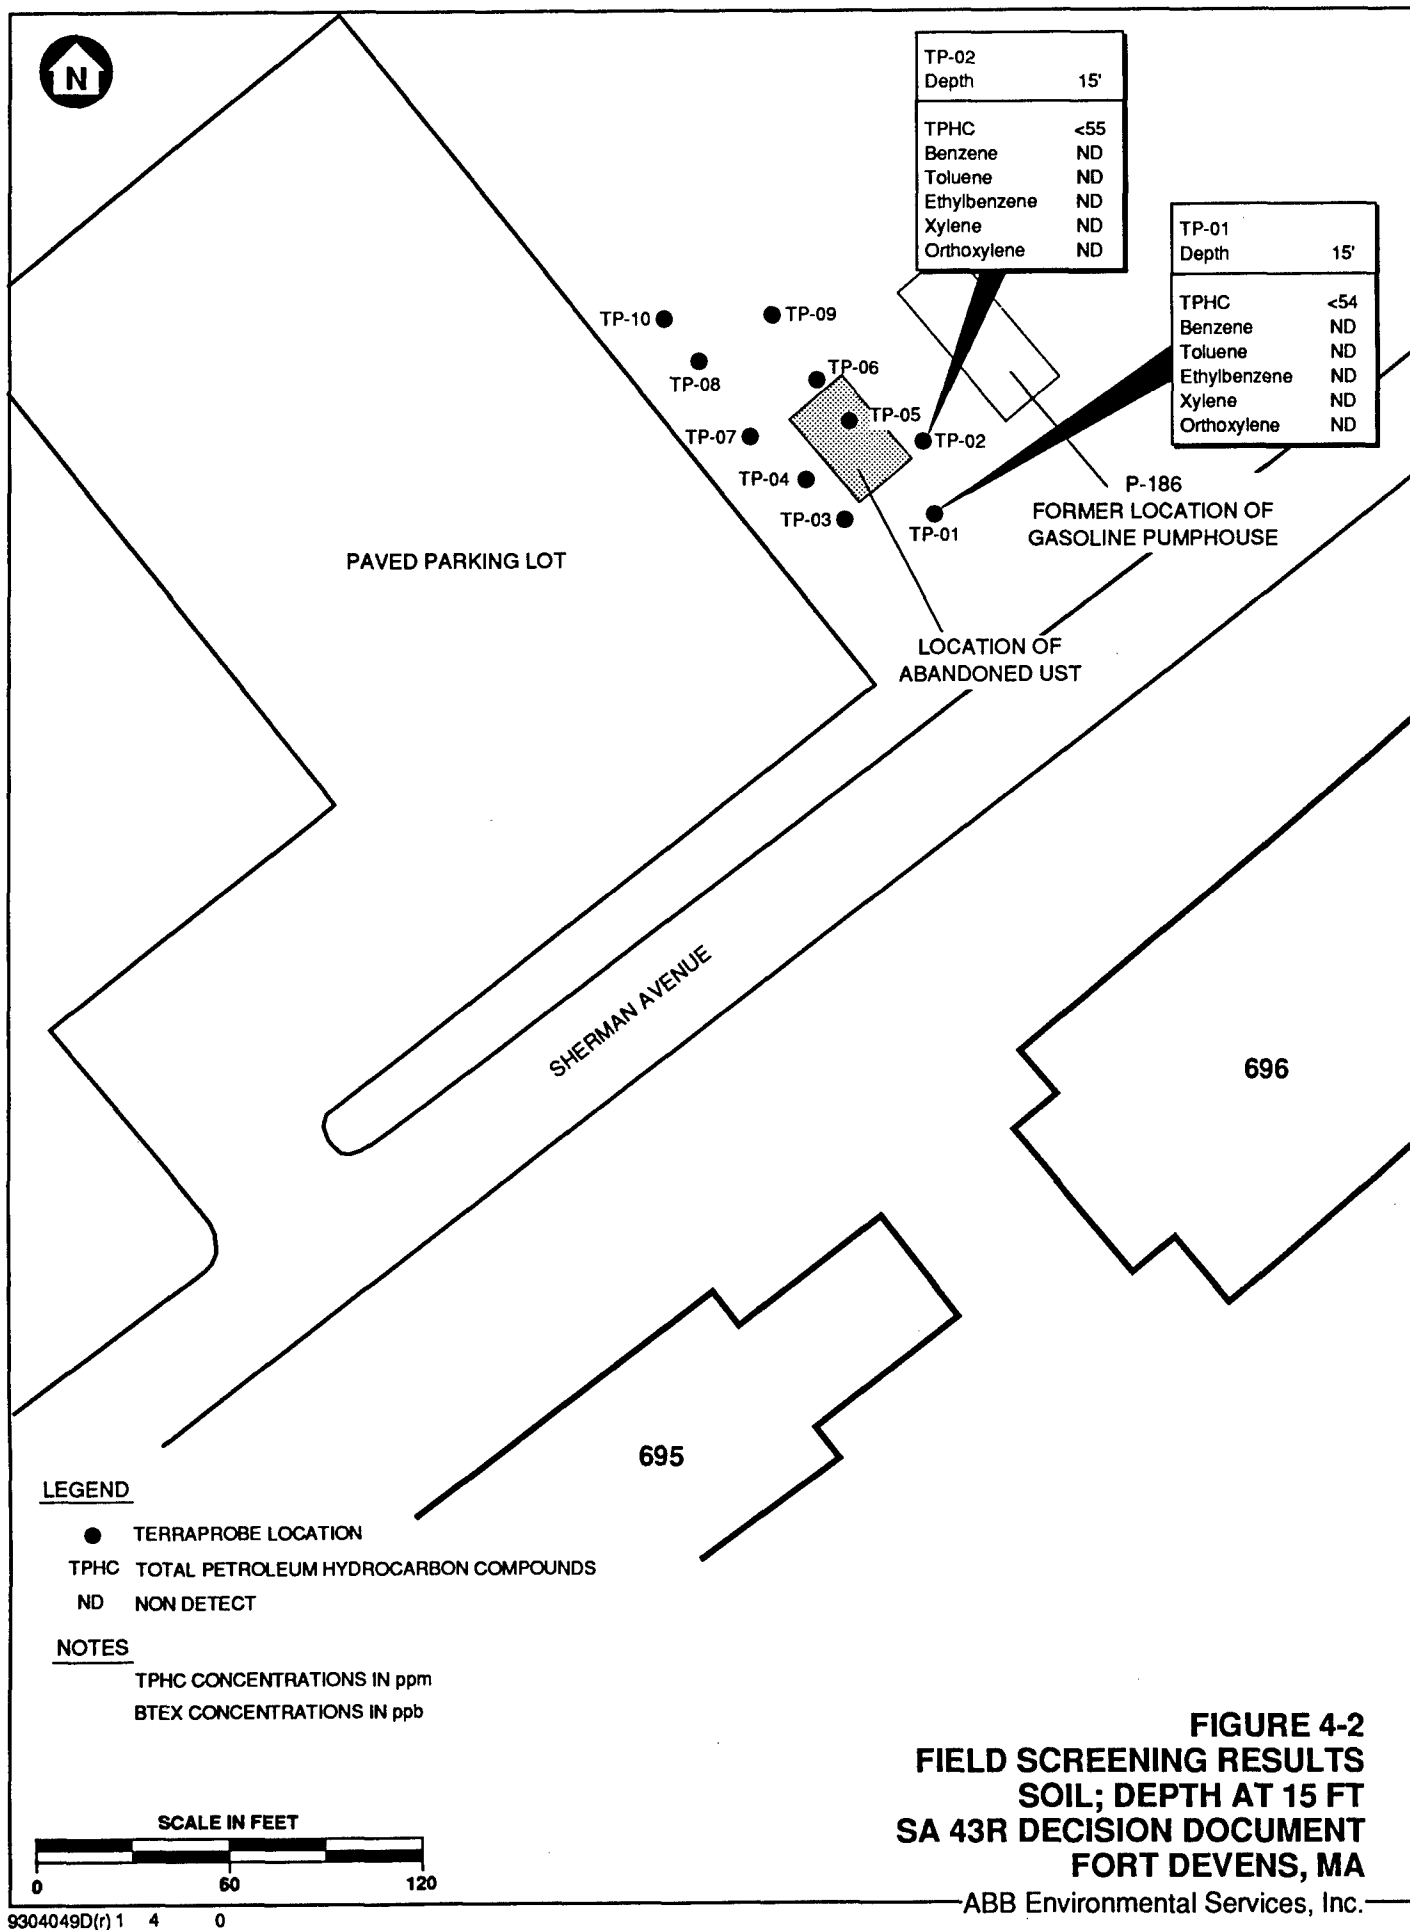 N
TP-02
Depth 15'
TPHC <55
Benzene ND
Toluene ND
Ethylbenzene ND
Xylene ND
Orthoxylene ND
TP-01
Depth 15'
TPHC <54
Benzene ND
Toluene ND
Ethylbenzene ND
Xylene ND
Orthoxylene ND
TP-10
TP-09
TP-08
TP-06
TP-05
TP-07
TP-02
TP-04
TP-03
TP-01
P-186
FORMER LOCATION OF
GASOLINE PUMPHOUSE
PAVED PARKING LOT
LOCATION OF
ABANDONED UST
SHERMAN AVENUE
696
695
LEGEND
TERRAPROBE LOCATION
TPHC TOTAL PETROLEUM HYDROCARBON COMPOUNDS
ND NON DETECT
NOTES
TPHC CONCENTRATIONS IN ppm
BTEX CONCENTRATIONS IN ppb
SCALE IN FEET
0 60 120
FIGURE 4-2
FIELD SCREENING RESULTS
SOIL; DEPTH AT 15 FT
SA 43R DECISION DOCUMENT
FORT DEVENS, MA
ABB Environmental Services, Inc.
9304049D(r) 1 4 0